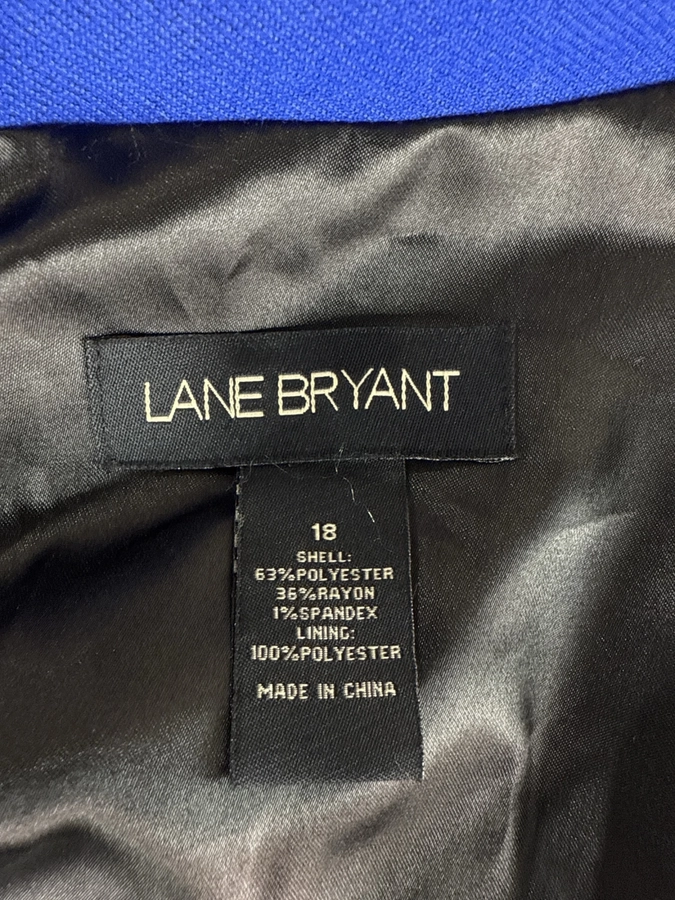 LANE BRYANT
18
SHELL:
63%POLYESTER
36%RAYON
1%SPANDEX
LINING:
100%POLYESTER
MADE IN CHINA